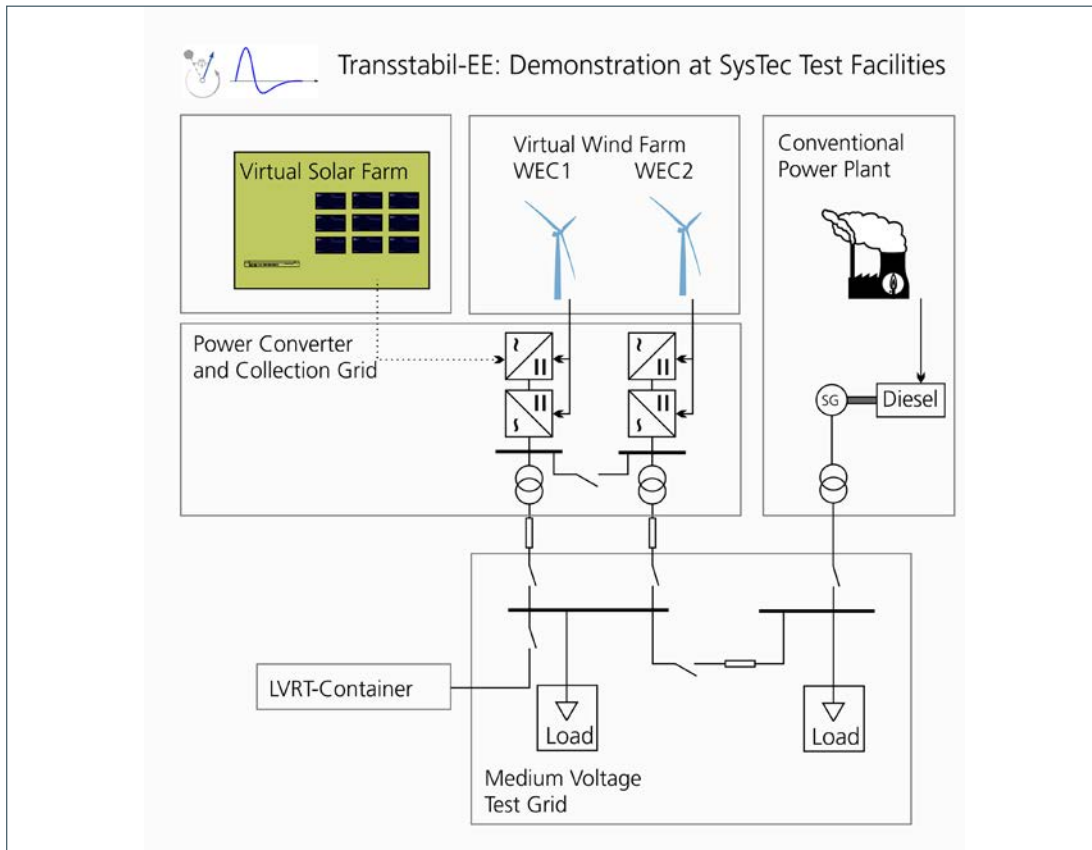 Transstabil-EE: Demonstration at SysTec Test Facilities
Virtual Solar Farm
Virtual Wind Farm
WEC1 WEC2
Conventional
Power Plant
Power Converter
and Collection Grid
SG
Diesel
LVRT-Container
Load
Load
Medium Voltage
Test Grid